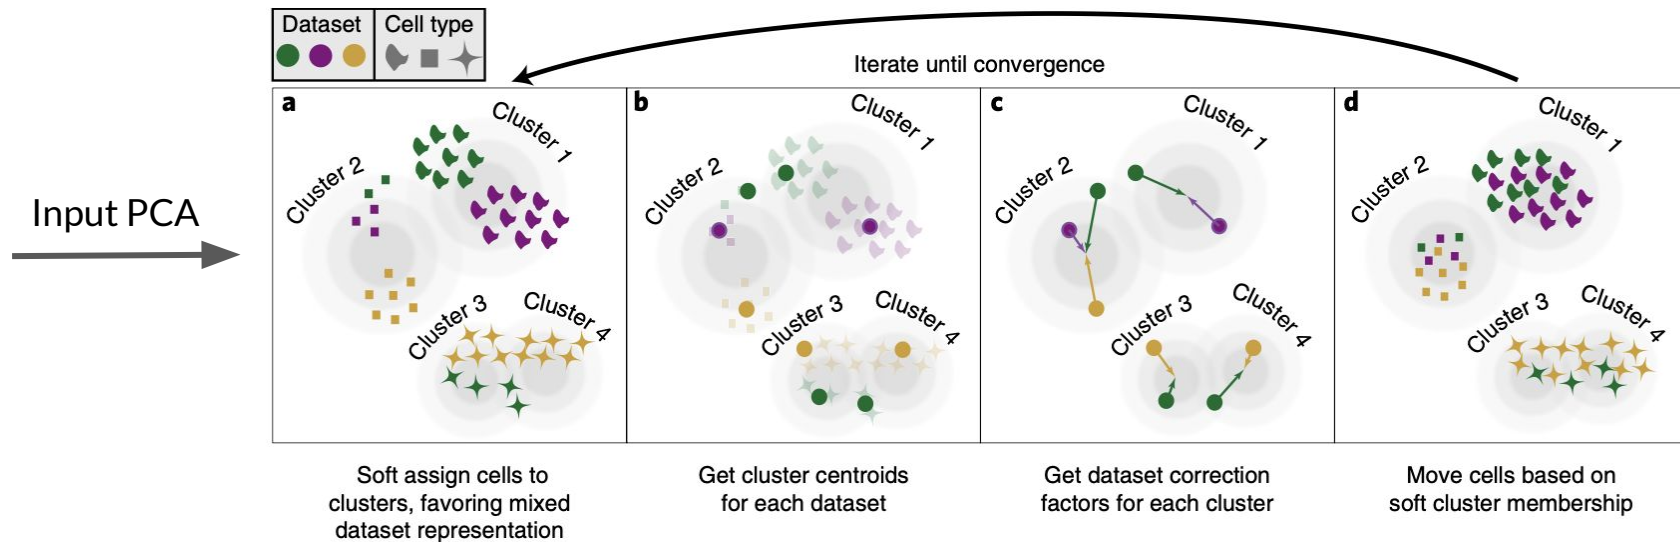 Dataset
Cell type
Iterate until convergence
Input PCA
a
Cluster 1
Cluster 2
Cluster 3
Cluster 4
b
Cluster 1
Cluster 2
Cluster 3
Cluster 4
c
Cluster 1
Cluster 2
Cluster 3
Cluster 4
d
Cluster 1
Cluster 2
Cluster 3
Cluster 4
Soft assign cells to
clusters, favoring mixed
dataset representation
Get cluster centroids
for each dataset
Get dataset correction
factors for each cluster
Move cells based on
soft cluster membership